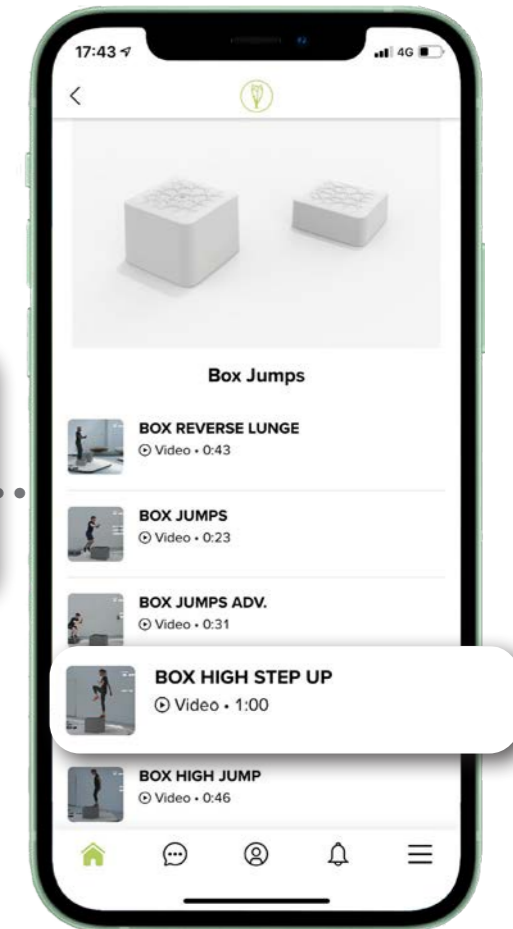 17:43
4G
Box Jumps
BOX REVERSE LUNGE
Video • 0:43
BOX JUMPS
Video • 0:23
BOX JUMPS ADV.
Video • 0:31
BOX HIGH STEP UP
Video • 1:00
BOX HIGH JUMP
Video • 0:46